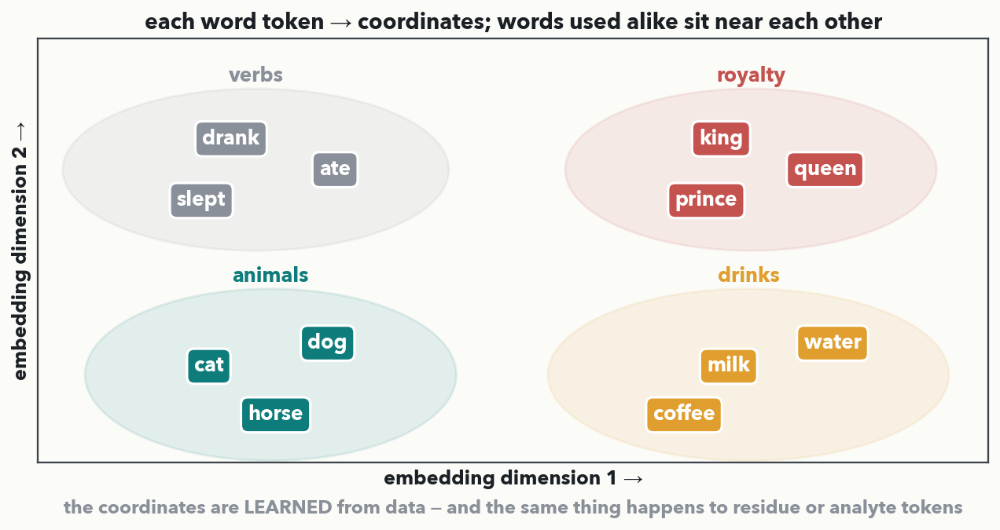 each word token → coordinates; words used alike sit near each other
embedding dimension 2 →
verbs
drank
ate
slept
royalty
king
queen
prince
animals
dog
cat
horse
drinks
water
milk
coffee
embedding dimension 1 →
the coordinates are LEARNED from data – and the same thing happens to residue or analyte tokens